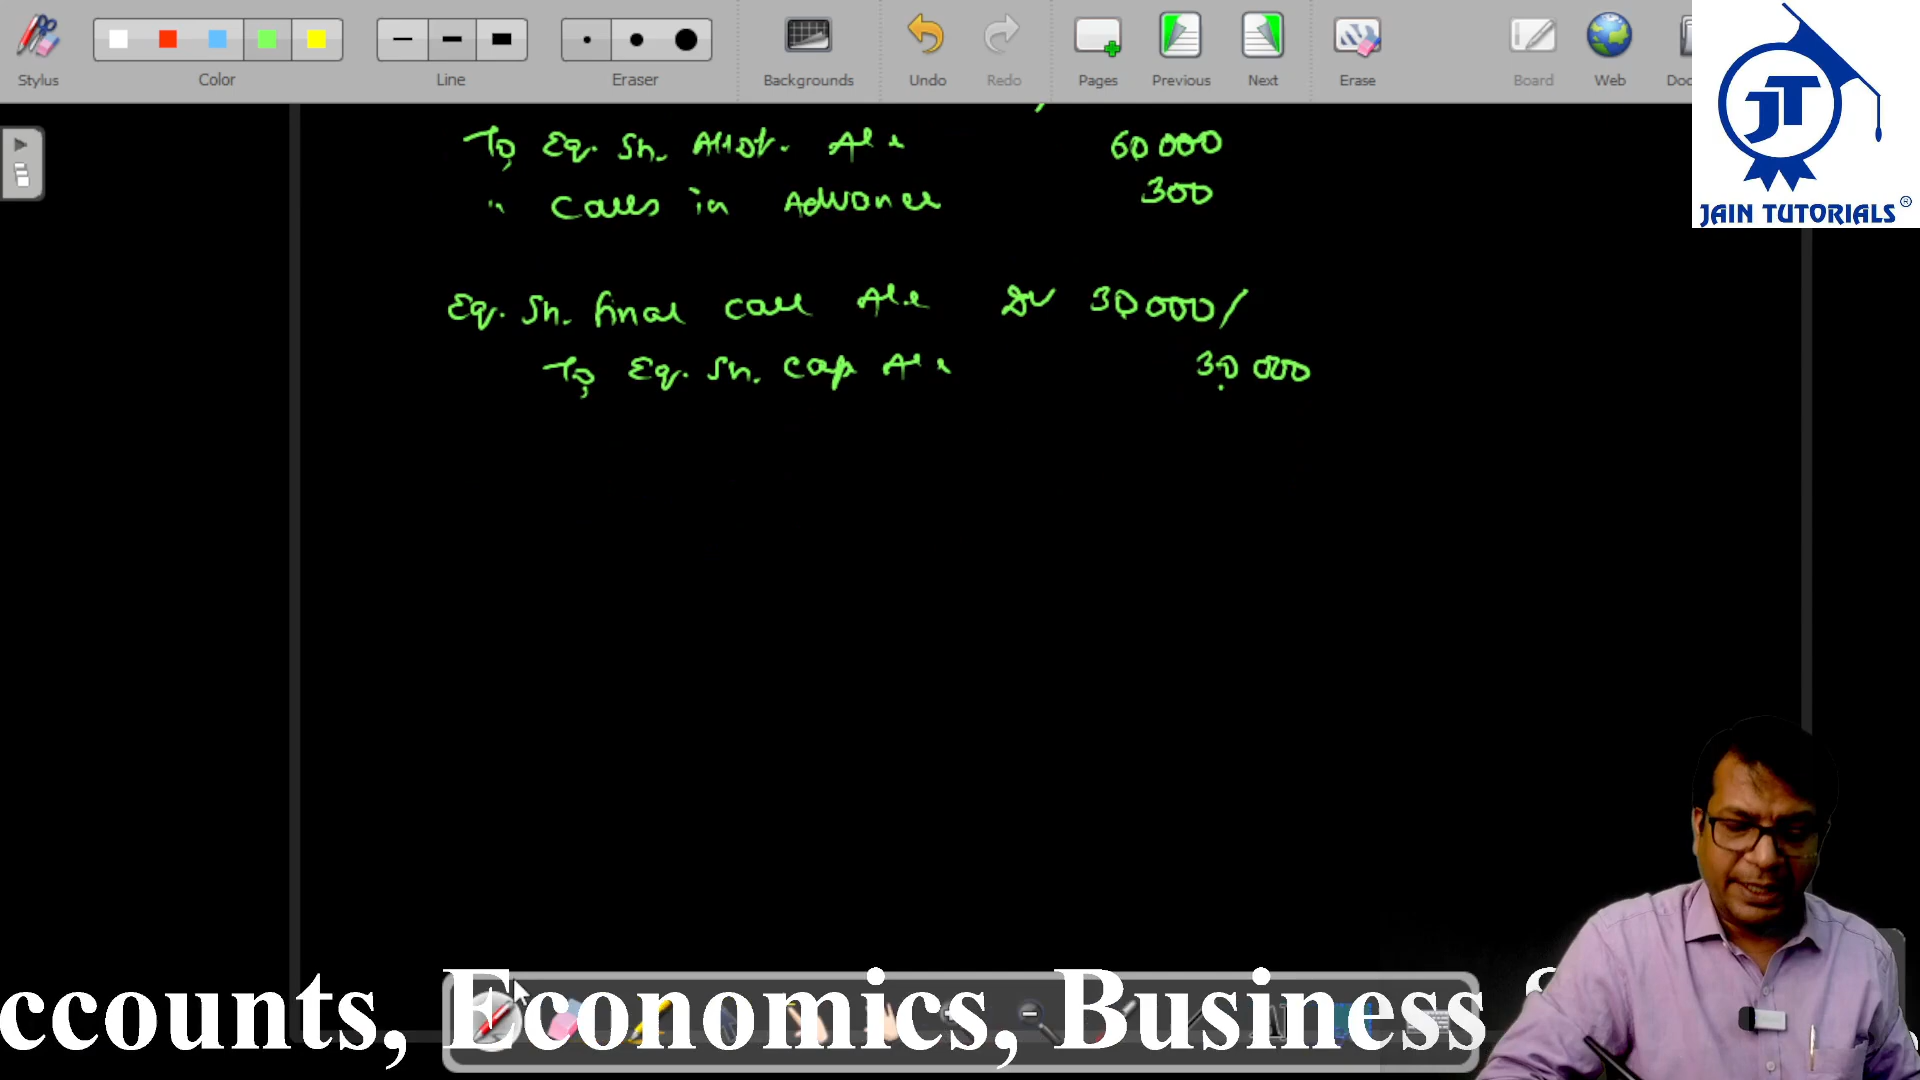 Stylus
Color
Line
Eraser
Backgrounds
Undo
Redo
Pages
Previous
Next
Erase
Board
Web
Doc
JT
JAIN TUTORIALS®
To Eq. Sh. Allot. A/c 60,000
" Calls in Advance 300
Eq. Sh. final call A/c Dr 30,000/
To Eq. Sh. Cap A/c 30,000
ccounts, Economics, Business